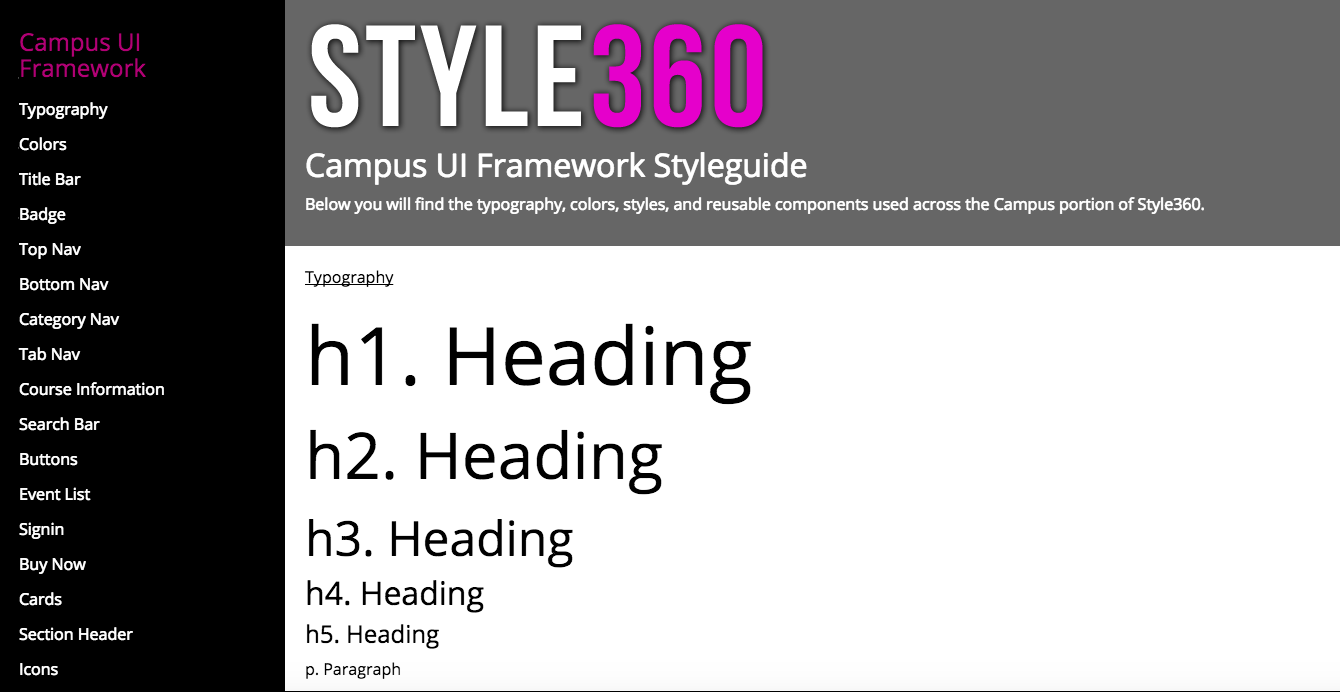 Campus UI
Framework
Typography
Colors
Title Bar
Badge
Top Nav
Bottom Nav
Category Nav
Tab Nav
Course Information
Search Bar
Buttons
Event List
Signin
Buy Now
Cards
Section Header
Icons
STYLE360
Campus UI Framework Styleguide
Below you will find the typography, colors, styles, and reusable components used across the Campus portion of Style360.
Typography
h1. Heading
h2. Heading
h3. Heading
h4. Heading
h5. Heading
p. Paragraph